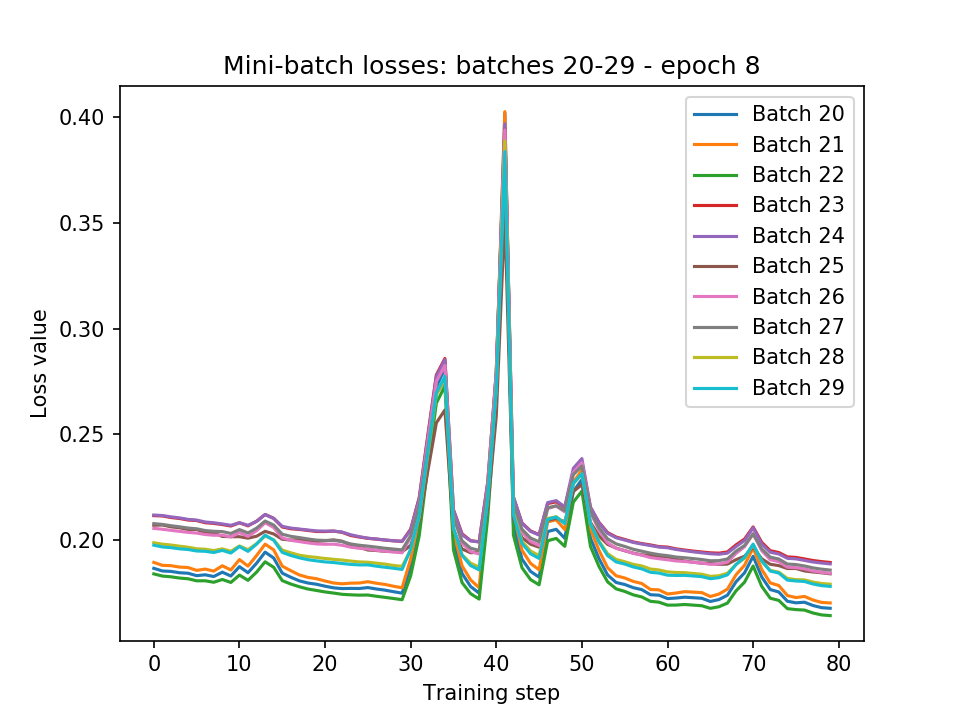 Mini-batch losses: batches 20-29 - epoch 8
0.40
0.35
0.30
0.25
0.20
Loss value
Batch 20
Batch 21
Batch 22
Batch 23
Batch 24
Batch 25
Batch 26
Batch 27
Batch 28
Batch 29
0 10 20 30 40 50 60 70 80
Training step